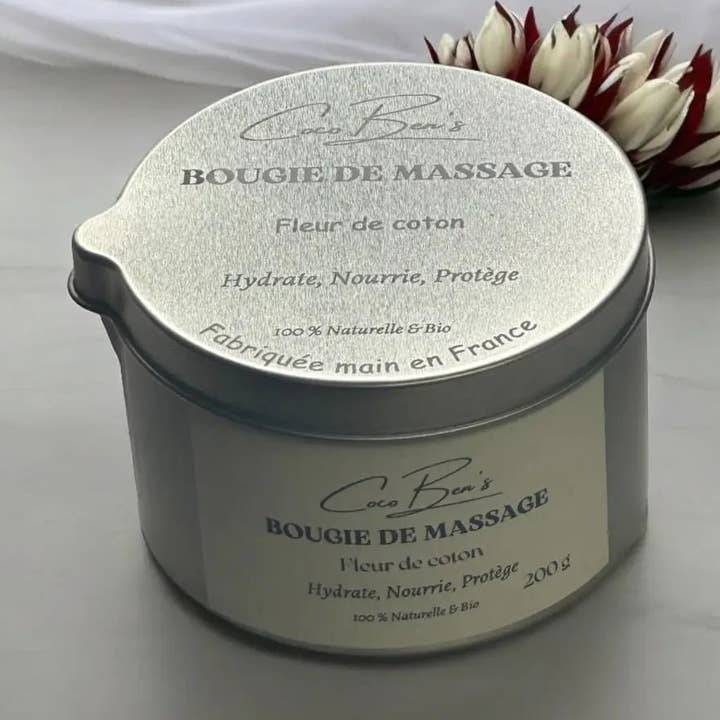 Coco Ben's
BOUGIE DE MASSAGE
Fleur de coton
Hydrate, Nourrie, Protège
100 % Naturelle & Bio
Fabriquée main en France
Coco Ben's
BOUGIE DE MASSAGE
Fleur de coton
Hydrate, Nourrie, Protège
200 g
100 % Naturelle & Bio